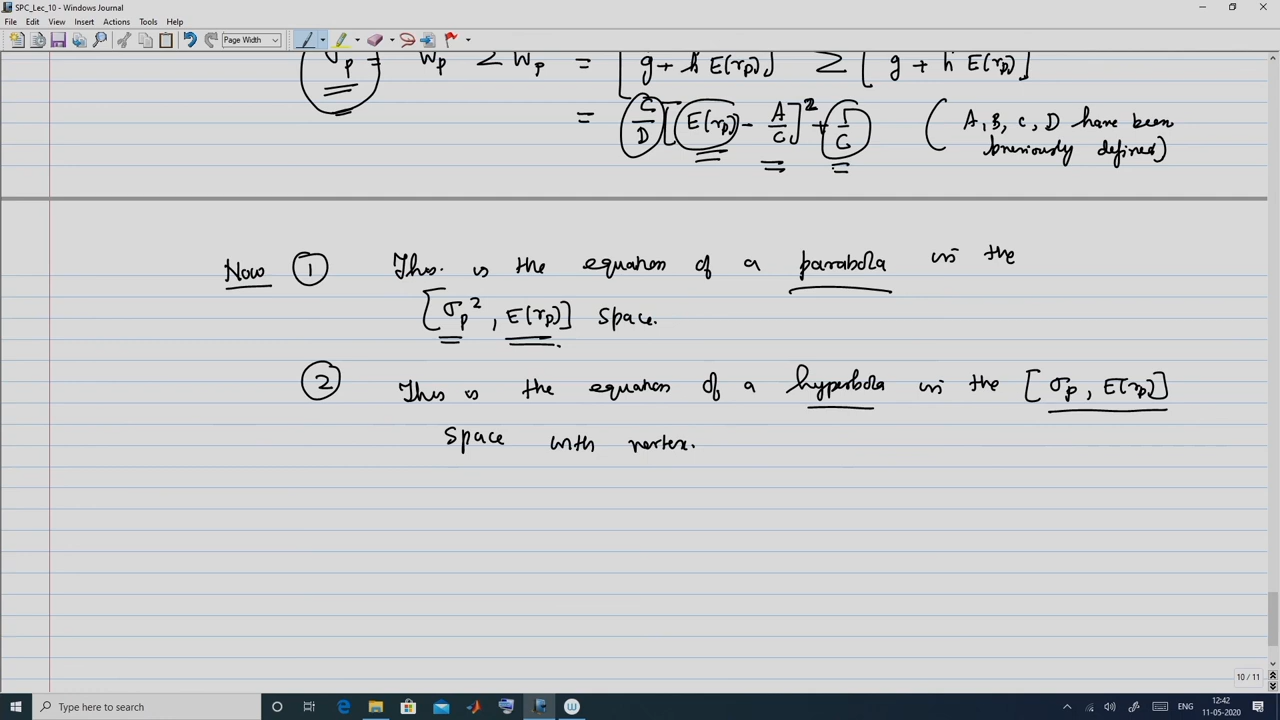 SPC_Lec_10 - Windows Journal
File Edit View Insert Actions Tools Help
Page Width
σp² = Wp' Σ Wp = [g + h E(rp)]' Σ [g + h E(rp)]
= C/D [E(rp) - A/C]² + 1/C (A, B, C, D have been
previously defined)
Now ① This is the equation of a parabola in the
[σp², E(rp)] space.
② This is the equation of a hyperbola in the [σp, E(rp)]
space with vertex.
10 / 11
Type here to search
ENG
12:42
11-05-2020